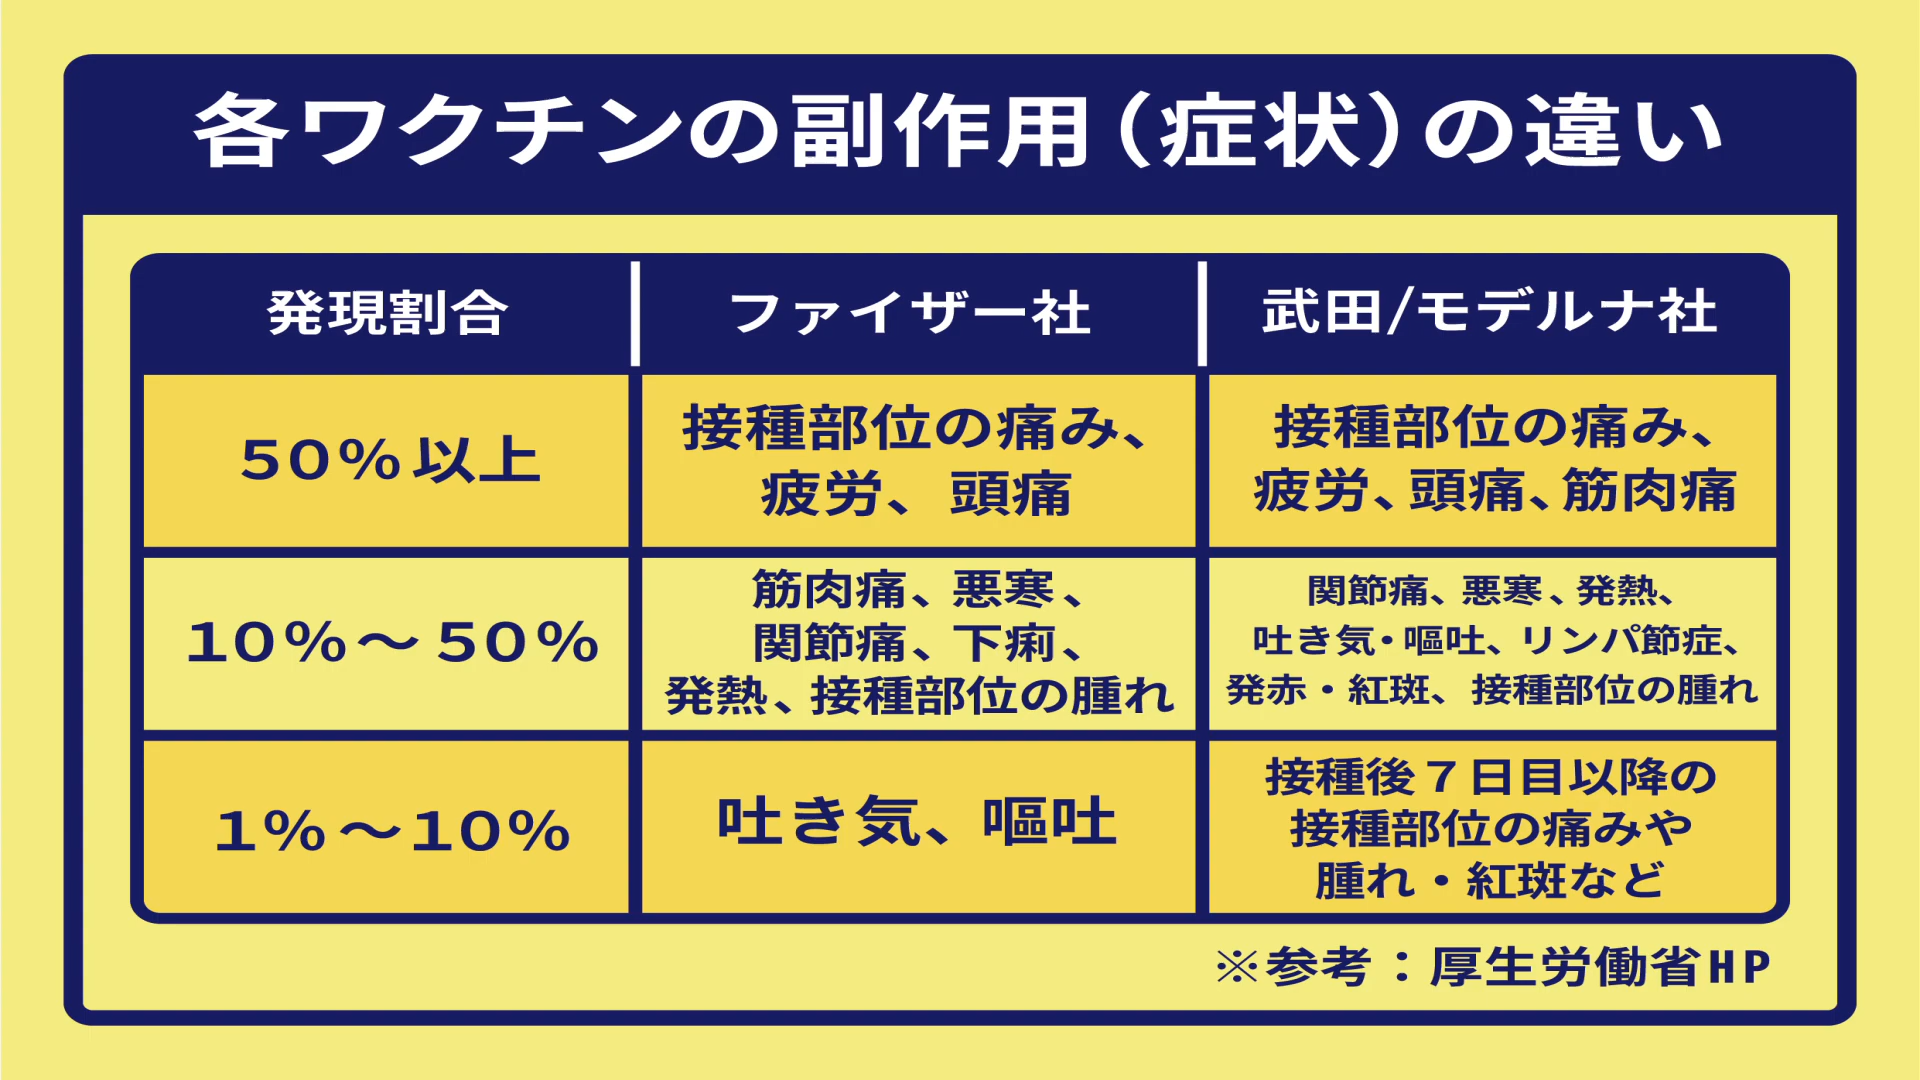 各ワクチンの副作用(症状)の違い
発現割合
ファイザー社
武田/モデルナ社
50%以上
接種部位の痛み、
疲労、頭痛
接種部位の痛み、
疲労、頭痛、筋肉痛
10%〜50%
筋肉痛、悪寒、
関節痛、下痢、
発熱、接種部位の腫れ
関節痛、悪寒、発熱、
吐き気・嘔吐、リンパ節症、
発赤・紅斑、接種部位の腫れ
1%〜10%
吐き気、嘔吐
接種後7日目以降の
接種部位の痛みや
腫れ・紅斑など
※参考：厚生労働省HP